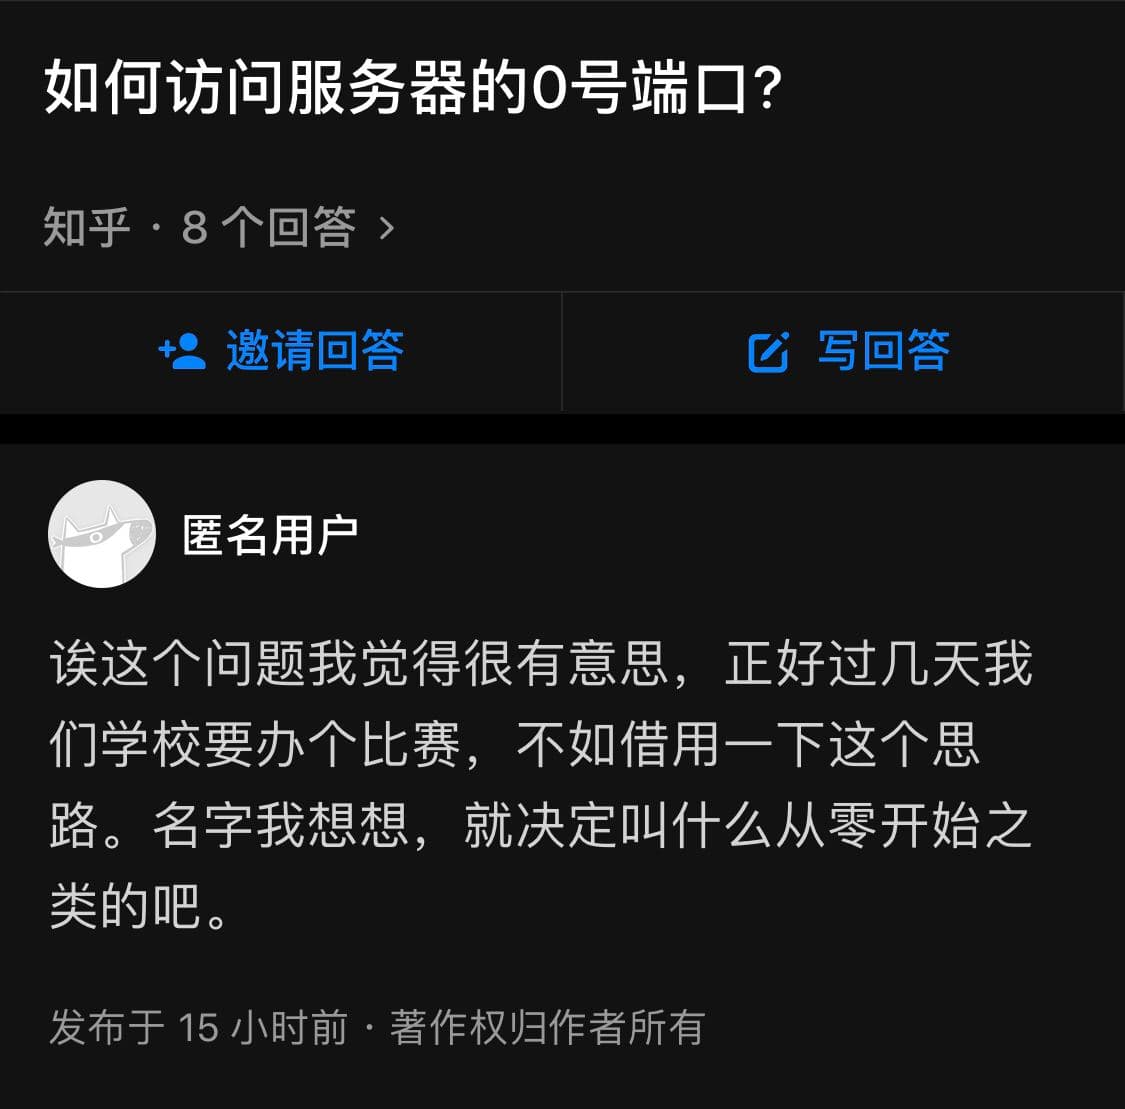 如何访问服务器的0号端口?
知乎 · 8 个回答 >
邀请回答
写回答
匿名用户
诶这个问题我觉得很有意思，正好过几天我
们学校要办个比赛，不如借用一下这个思
路。名字我想想，就决定叫什么从零开始之
类的吧。
发布于 15 小时前 · 著作权归作者所有